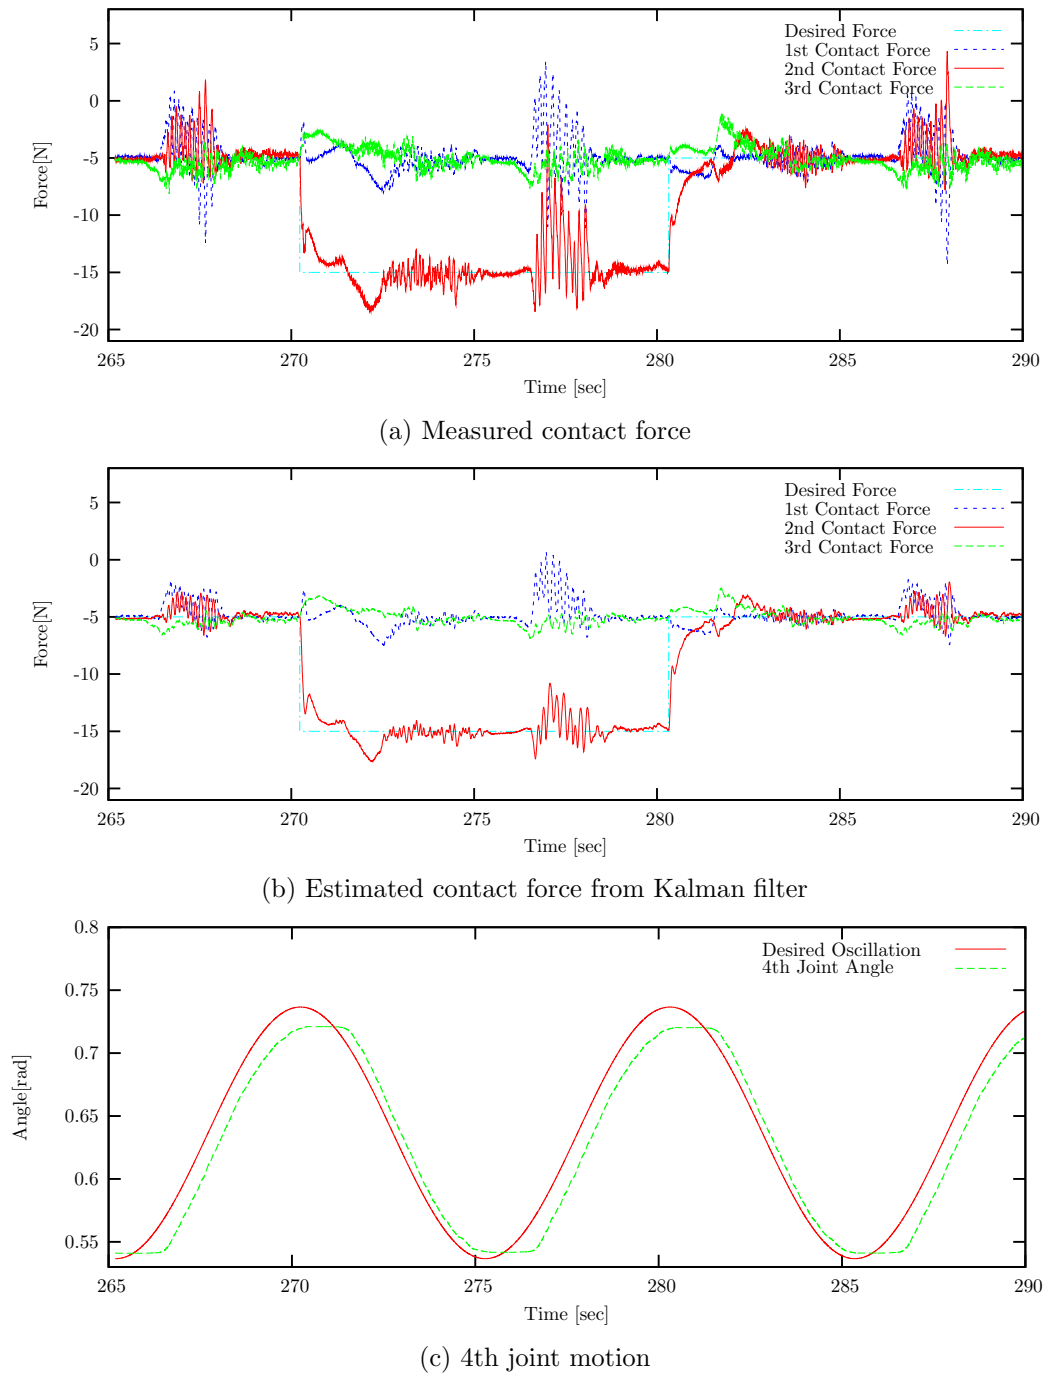 5
0
-5
-10
-15
-20
265
270
275
280
285
290
Force[N]
Time [sec]
Desired Force
1st Contact Force
2nd Contact Force
3rd Contact Force
(a) Measured contact force
5
0
-5
-10
-15
-20
265
270
275
280
285
290
Force[N]
Time [sec]
Desired Force
1st Contact Force
2nd Contact Force
3rd Contact Force
(b) Estimated contact force from Kalman filter
0.8
0.75
0.7
0.65
0.6
0.55
265
270
275
280
285
290
Angle[rad]
Time [sec]
Desired Oscillation
4th Joint Angle
(c) 4th joint motion